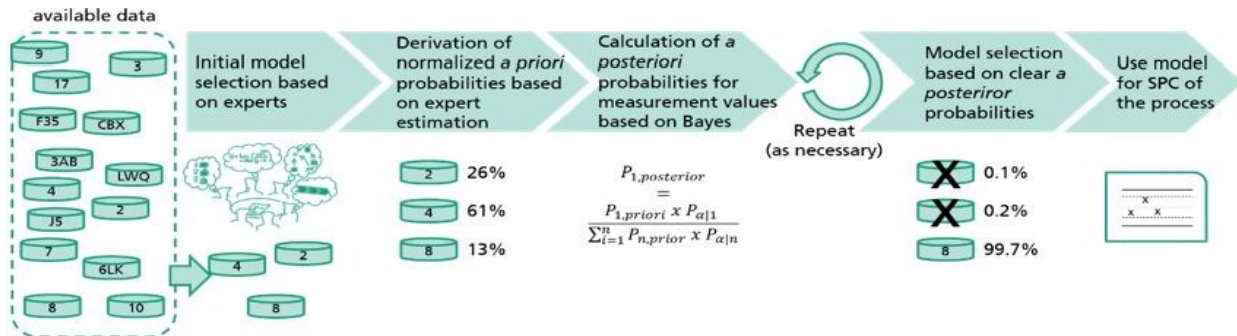 available data
9
3
17
F35
CBX
3AB
LWQ
4
2
J5
7
6LK
8
10
Initial model
selection based
on experts
4
2
8
Derivation of
normalized a priori
probabilities based
on expert
estimation
2 26%
4 61%
8 13%
Calculation of a
posteriori
probabilities for
measurement values
based on Bayes
P1,posterior
=
P1,priori x Pα|1
∑ni=1 Pn,prior x Pα|n
Repeat
(as necessary)
Model selection
based on clear a
posteriror
probabilities
X 0.1%
X 0.2%
8 99.7%
Use model
for SPC of
the process
x
x x